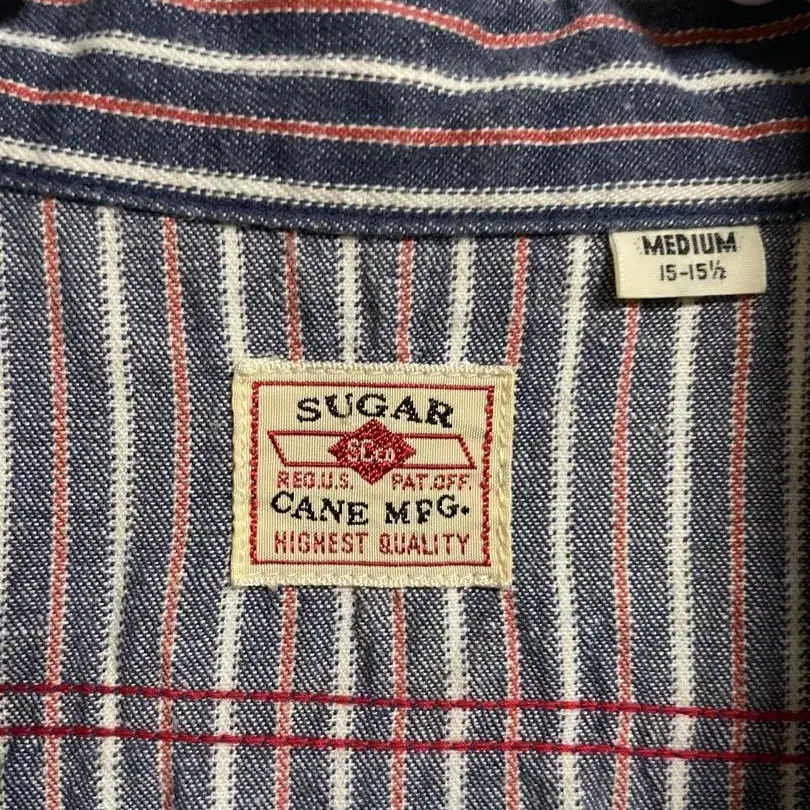 MEDIUM
15-15½
SUGAR
SCCo
REG.U.S. PAT.OFF.
CANE MFG.
HIGHEST QUALITY